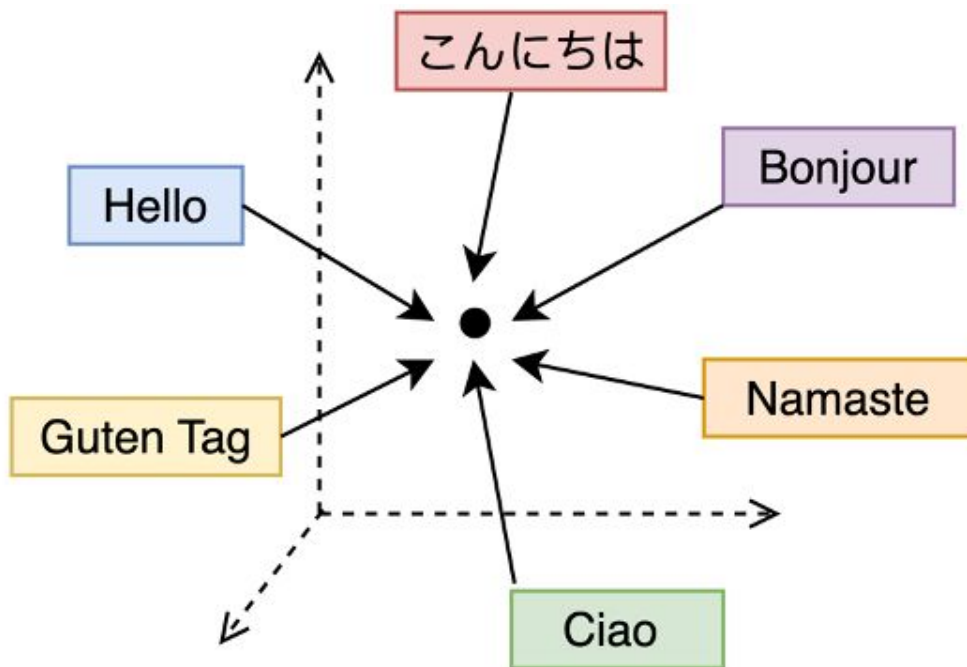 こんにちは
Bonjour
Hello
Namaste
Guten Tag
Ciao